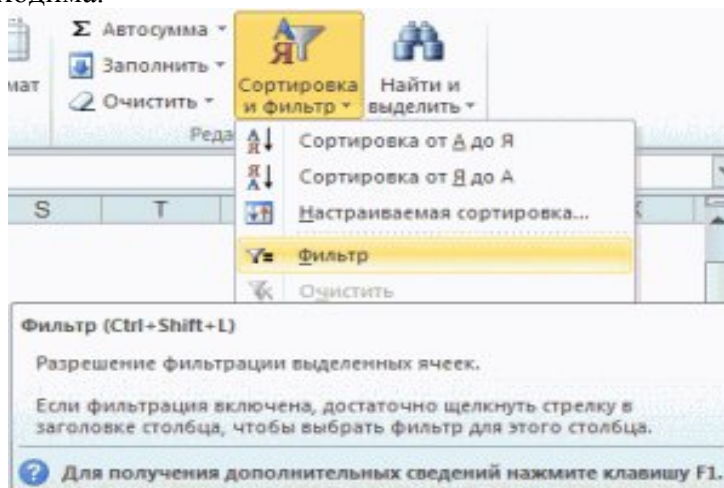 Σ Автосумма
Заполнить
Очистить
Сортировка
и фильтр
Найти и
выделить
Сортировка от А до Я
Сортировка от Я до А
S T
Настраиваемая сортировка...
Фильтр
Очистить
Фильтр (Ctrl+Shift+L)
Разрешение фильтрации выделенных ячеек.
Если фильтрация включена, достаточно щелкнуть стрелку в
заголовке столбца, чтобы выбрать фильтр для этого столбца.
Для получения дополнительных сведений нажмите клавишу F1.